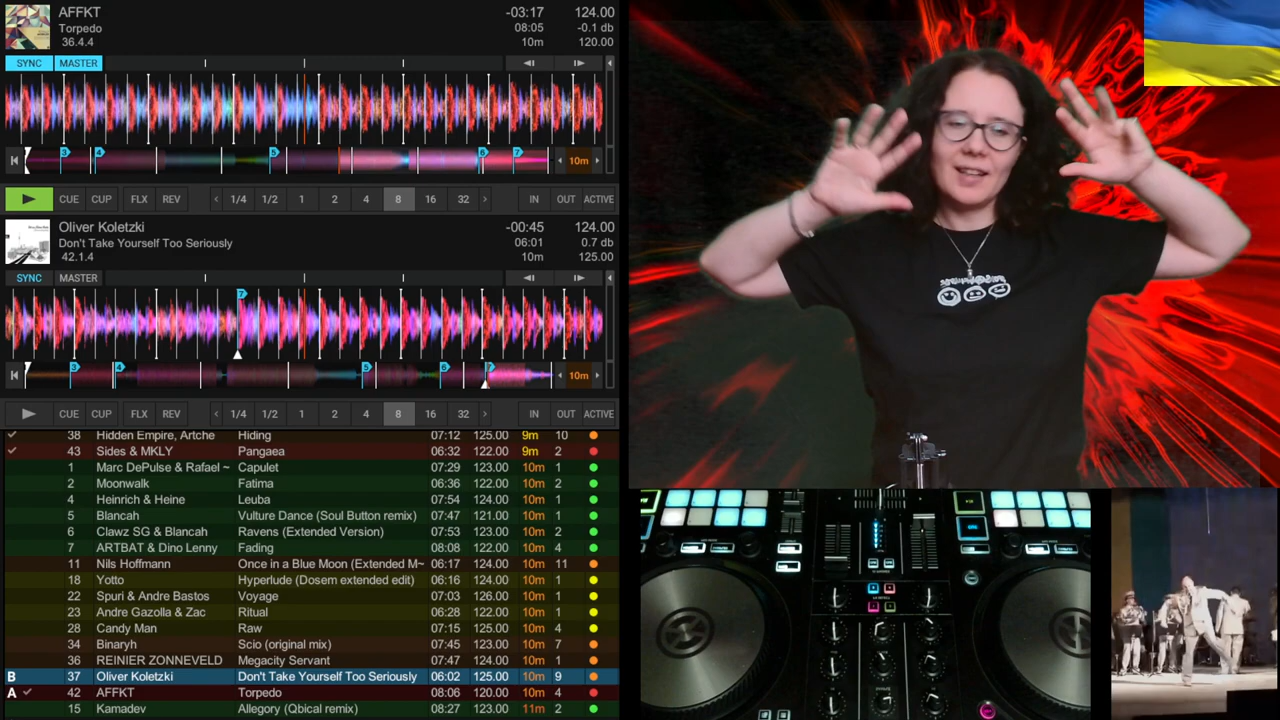 AFFKT -03:17 124.00
Torpedo 08:05 -0.1 db
36.4.4 10m 120.00
SYNC MASTER
3 4 5 6 7 10m
CUE CUP FLX REV 1/4 1/2 1 2 4 8 16 32 IN OUT ACTIVE
Oliver Koletzki -00:45 124.00
Don't Take Yourself Too Seriously 06:01 0.7 db
42.1.4 10m 125.00
SYNC MASTER
7
3 4 5 6 7 10m
CUE CUP FLX REV 1/4 1/2 1 2 4 8 16 32 IN OUT ACTIVE
38 Hidden Empire, Artche Hiding 07:12 125.00 9m 10
43 Sides & MKLY Pangaea 06:32 122.00 9m 2
1 Marc DePulse & Rafael ~ Capulet 07:29 123.00 10m 1
2 Moonwalk Fatima 06:36 122.00 10m 2
4 Heinrich & Heine Leuba 07:54 124.00 10m 1
5 Blancah Vulture Dance (Soul Button remix) 07:47 121.00 10m 1
6 Clawz SG & Blancah Ravens (Extended Version) 07:53 123.00 10m 2
7 ARTBAT & Dino Lenny Fading 08:08 122.00 10m 4
11 Nils Hoffmann Once in a Blue Moon (Extended M~ 06:17 124.00 10m 11
18 Yotto Hyperlude (Dosem extended edit) 06:16 124.00 10m 1
22 Spuri & Andre Bastos Voyage 07:03 126.00 10m 1
23 Andre Gazolla & Zac Ritual 06:28 122.00 10m 1
28 Candy Man Raw 07:15 125.00 10m 4
34 Binaryh Scio (original mix) 07:45 123.00 10m 7
36 REINIER ZONNEVELD Megacity Servant 07:47 124.00 10m 1
B 37 Oliver Koletzki Don't Take Yourself Too Seriously 06:02 125.00 10m 9
A 42 AFFKT Torpedo 08:06 120.00 10m 4
15 Kamadev Allegory (Qbical remix) 08:27 123.00 11m 2